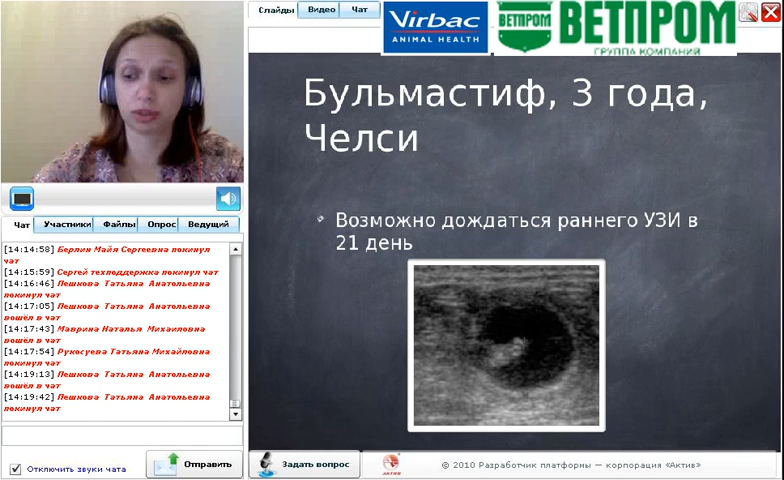 Слайды Видео Чат
Virbac
ANIMAL HEALTH
ВЕТПРОМ
ВЕТПРОМ
ГРУППА КОМПАНИЙ
Бульмастиф, 3 года,
Челси
Возможно дождаться раннего УЗИ в
21 день
Чат Участники Файлы Опрос Ведущий
[14:14:58] Берлин Майя Сергеевна покинул
чат
[14:15:59] Сергей техподдержка покинул чат
[14:16:46] Пешкова Татьяна Анатольевна
покинул чат
[14:17:05] Пешкова Татьяна Анатольевна
вошёл в чат
[14:17:43] Маврина Наталья Михаиловна
вошёл в чат
[14:17:54] Рукосуева Татьяна Михайловна
покинул чат
[14:19:13] Пешкова Татьяна Анатольевна
вошёл в чат
[14:19:42] Пешкова Татьяна Анатольевна
покинул чат
Отключить звуки чата
Отправить
Задать вопрос
АКТИВ
© 2010 Разработчик платформы — корпорация «Актив»